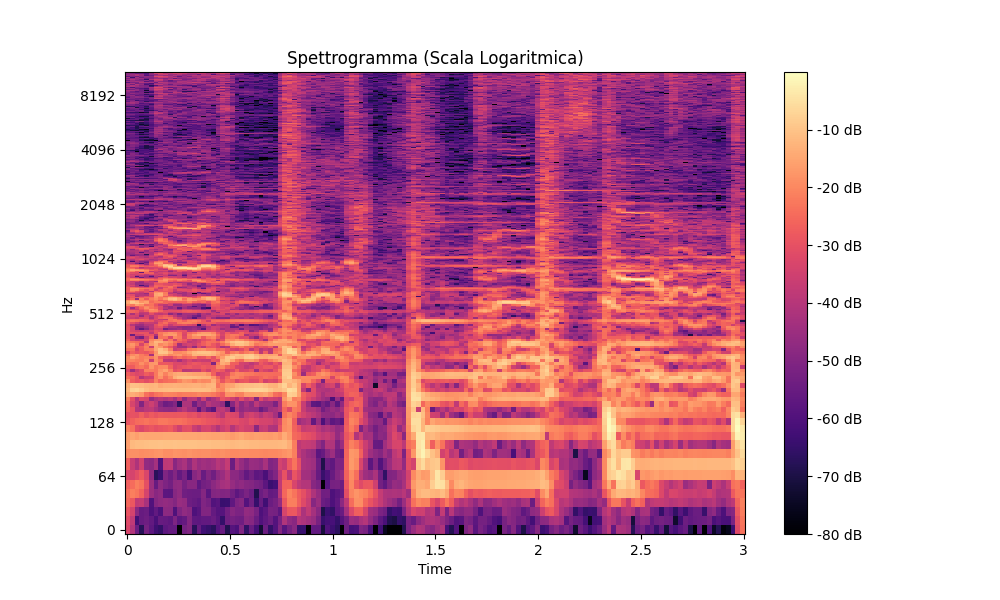 Spettrogramma (Scala Logaritmica)
8192
4096
2048
1024
512
256
128
64
0
Hz
0
0.5
1
1.5
2
2.5
3
Time
-10 dB
-20 dB
-30 dB
-40 dB
-50 dB
-60 dB
-70 dB
-80 dB